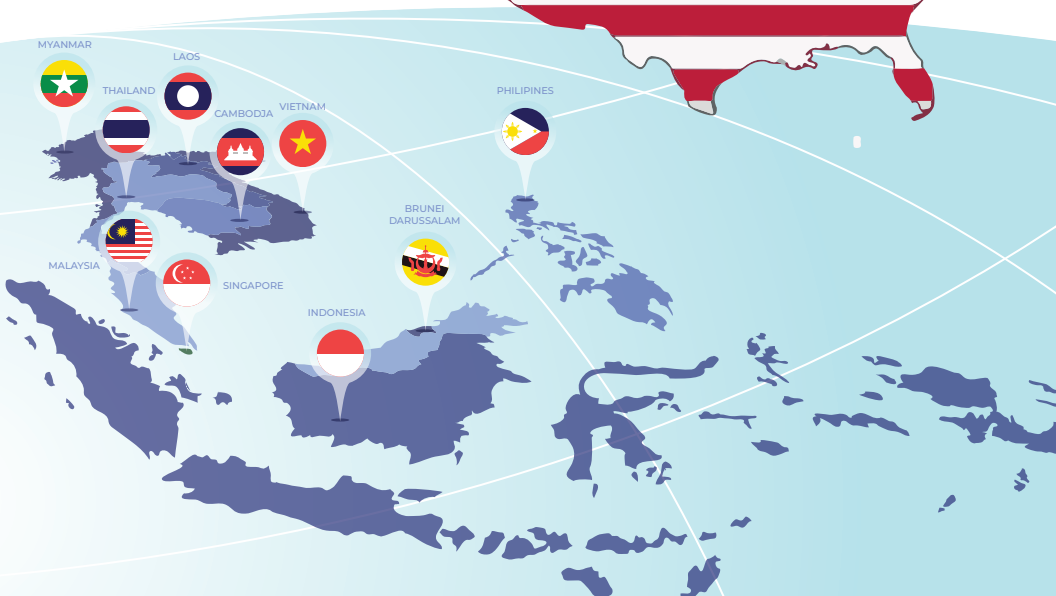 MYANMAR
LAOS
THAILAND
PHILIPINES
VIETNAM
CAMBODJA
BRUNEI
DARUSSALAM
MALAYSIA
SINGAPORE
INDONESIA